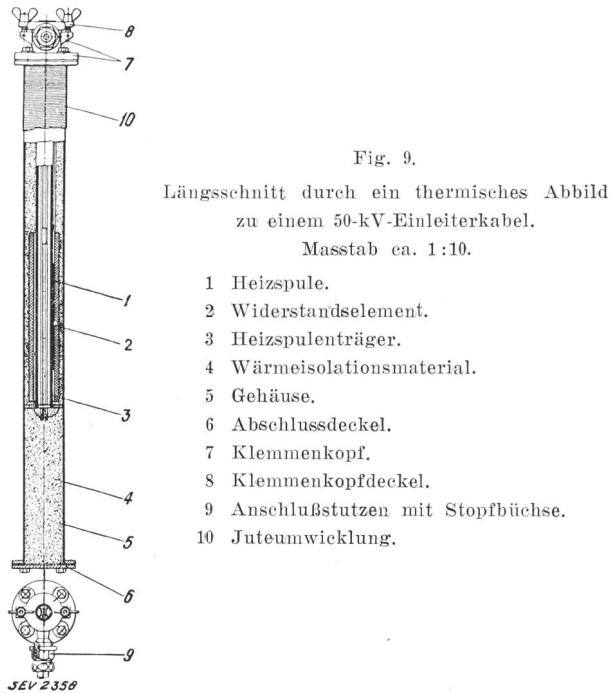 8
7
10
1
2
3
4
5
6
9
SEV 2358
Fig. 9.
Längsschnitt durch ein thermisches Abbild
zu einem 50-kV-Einleiterkabel.
Masstab ca. 1:10.
1 Heizspule.
2 Widerstandselement.
3 Heizspulenträger.
4 Wärmeisolationsmaterial.
5 Gehäuse.
6 Abschlussdeckel.
7 Klemmenkopf.
8 Klemmenkopfdeckel.
9 Anschlußstutzen mit Stopfbüchse.
10 Juteumwicklung.